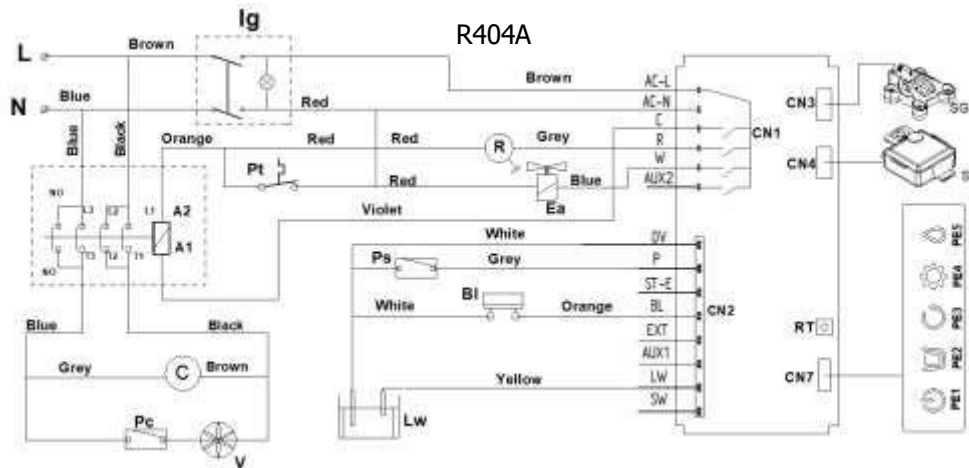 Ig
R404A
L
Brown
Brown
AC-L
N
Blue
Red
AC-N
CN3
SG
C
CN1
Blue
Black
Orange
Red
Red
R
Grey
R
W
CN4
S
Pt
Red
Blue
AUX2
Ea
NO
L3
L2
L1
A2
Violet
A1
White
0V
T3
T2
T1
Ps
Grey
P
NO
ST-E
White
Bl
Orange
BL
CN2
EXT
RT
Blue
Black
AUX1
Grey
C
Brown
Yellow
LW
CN7
SW
Pc
V
Lw
PE5
PE4
PE3
PE2
PE1